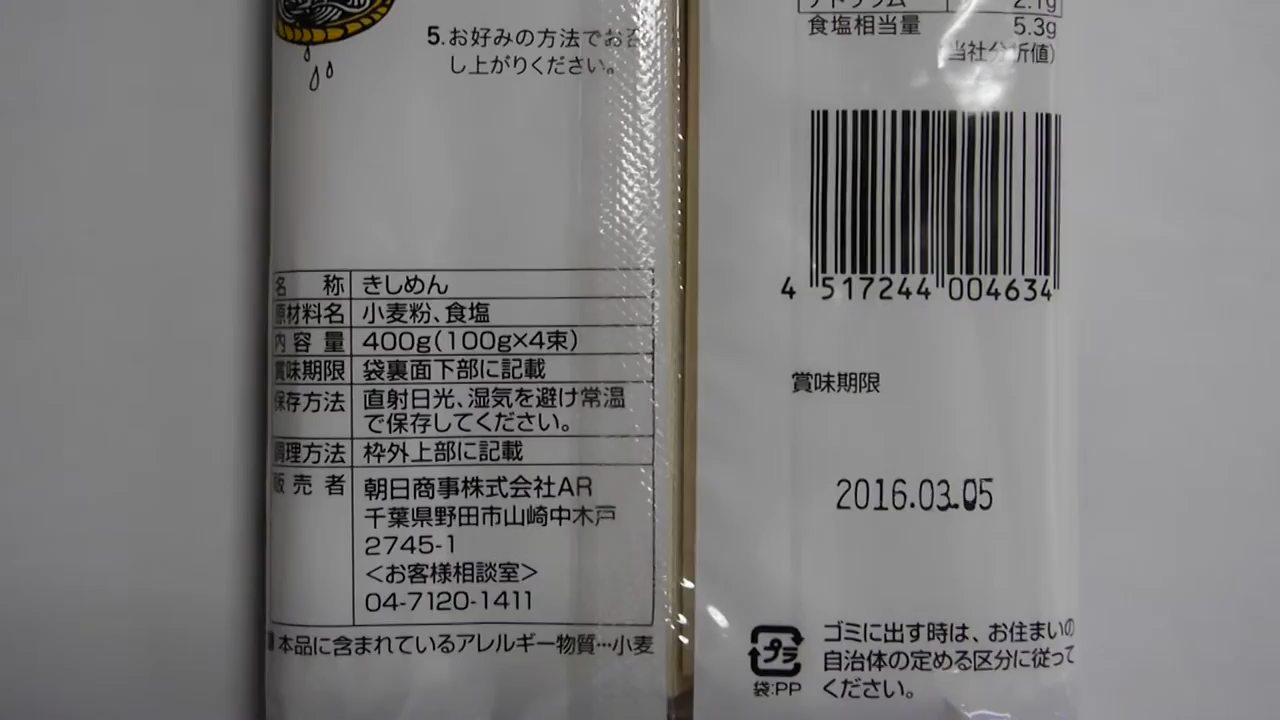 5.お好みの方法でお召
し上がりください。
名 称 きしめん
原材料名 小麦粉、食塩
内容量 400g(100g×4束)
賞味期限 袋裏面下部に記載
保存方法 直射日光、湿気を避け常温
で保存してください。
調理方法 枠外上部に記載
販売者 朝日商事株式会社AR
千葉県野田市山崎中木戸
2745-1
<お客様相談室>
04-7120-1411
本品に含まれているアレルギー物質…小麦
ナトリウム 2.1g
食塩相当量 5.3g
当社分析値)
4 517244 004634
賞味期限
2016.03.05
プラ
袋:PP
ゴミに出す時は、お住まいの
自治体の定める区分に従って
ください。